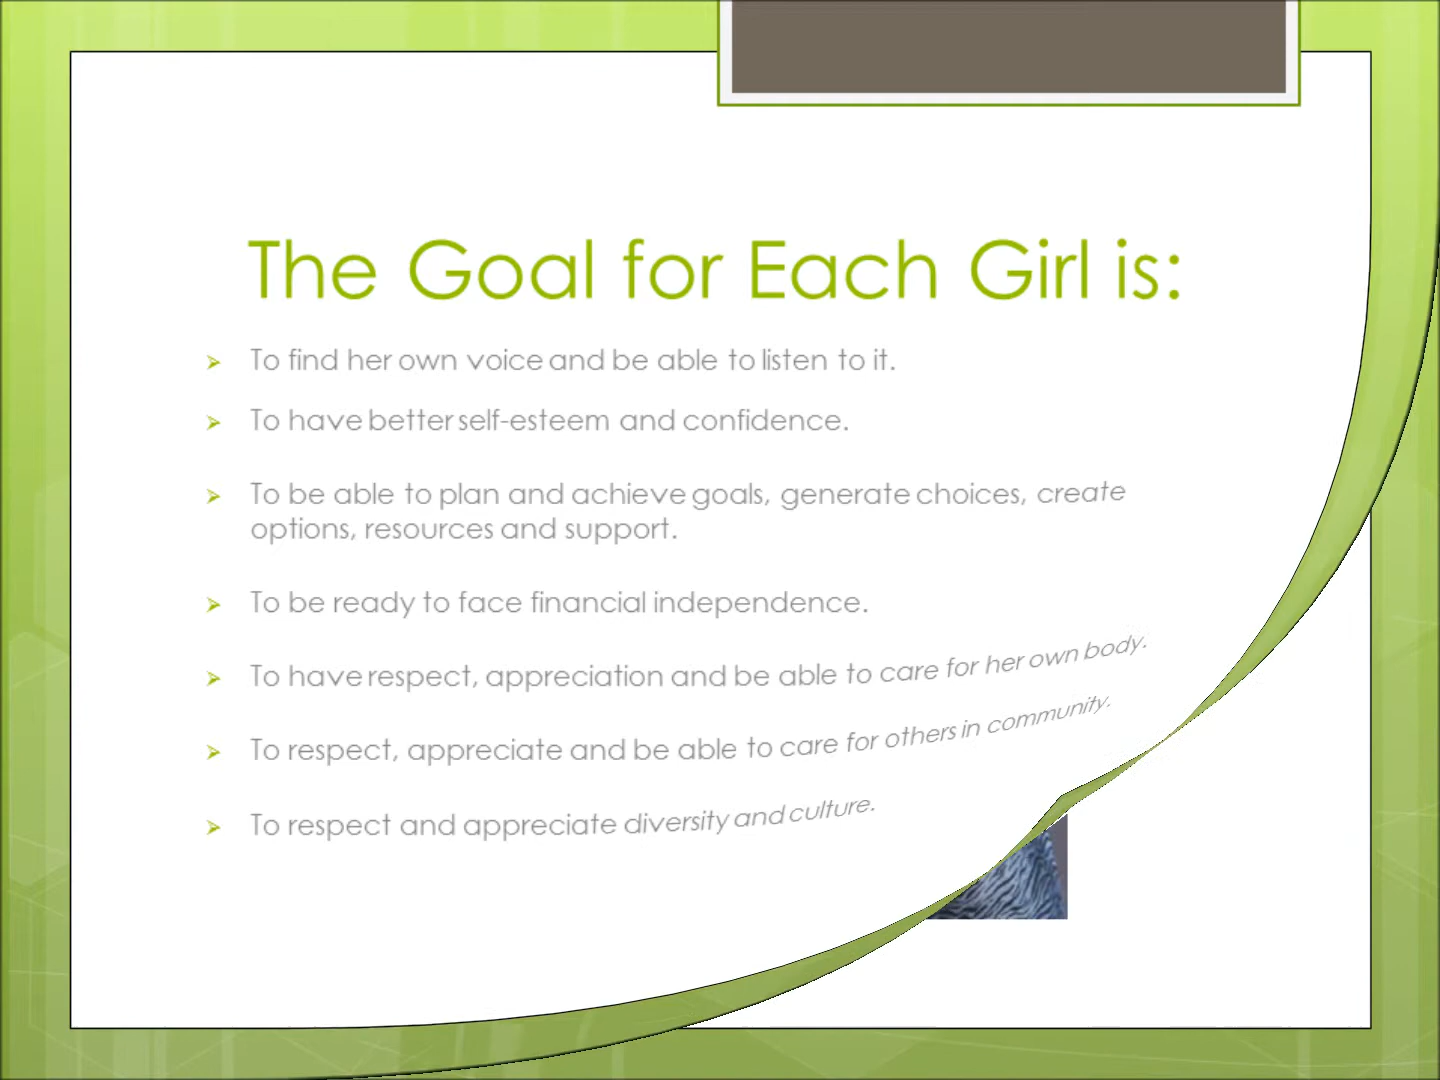 The Goal for Each Girl is:
To find her own voice and be able to listen to it.
To have better self-esteem and confidence.
To be able to plan and achieve goals, generate choices, create
options, resources and support.
To be ready to face financial independence.
To have respect, appreciation and be able to care for her own body.
To respect, appreciate and be able to care for others in community.
To respect and appreciate diversity and culture.